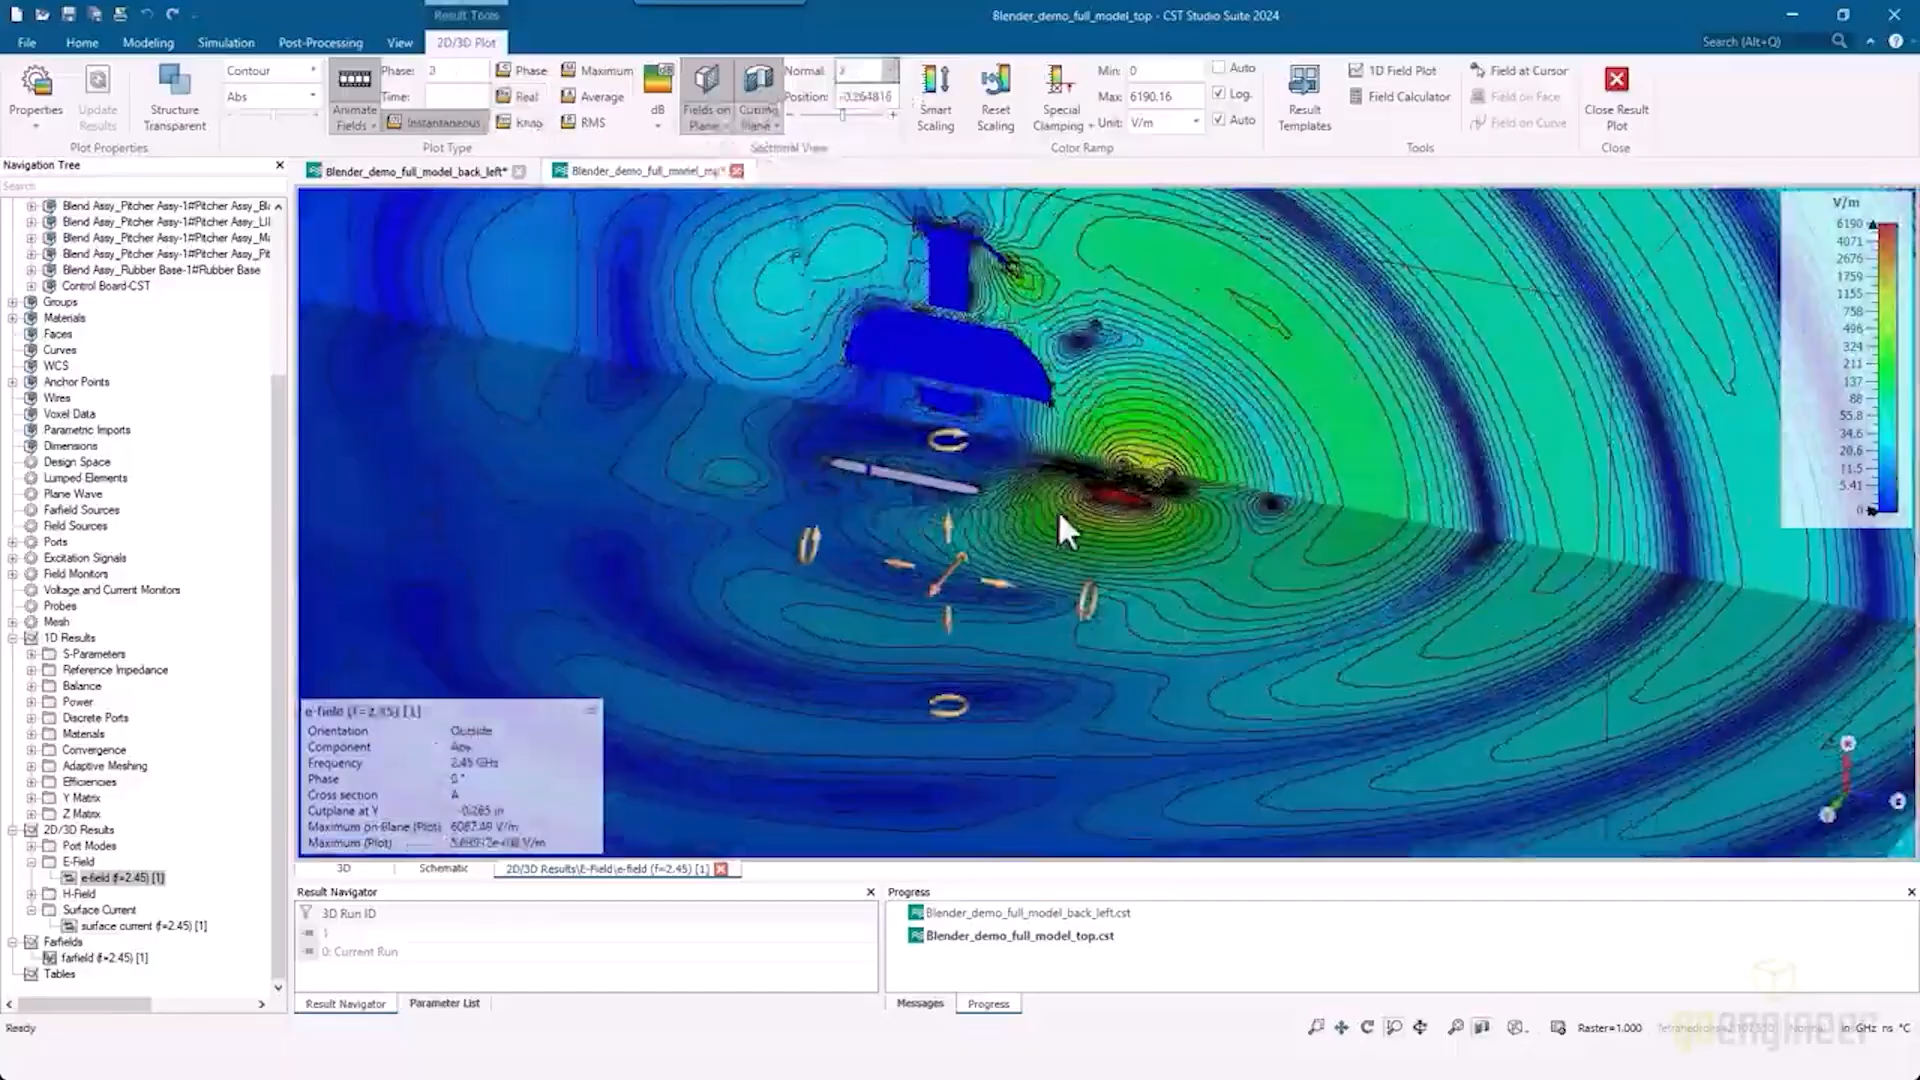 Result Tools
Blender_demo_full_model_top - CST Studio Suite 2024
File Home Modeling Simulation Post-Processing View 2D/3D Plot Search (Alt+Q)
Contour Phase: Phase Maximum Normal Min: 0 Auto 1D Field Plot Field at Cursor
Abs Time: Real Average Position: -0.264816 Max: 6190.16 Log. Field Calculator Field on Face
Instantaneous RMS Unit: V/m Auto Field on Curve
Properties Update Results Structure Transparent Animate Fields dB Fields on Plane Cutting Plane Smart Scaling Reset Scaling Special Clamping Result Templates Close Result Plot
Plot Properties Plot Type Sectional View Color Ramp Tools Close
Navigation Tree
Search
Blender_demo_full_model_back_left*
Blend Assy_Pitcher Assy-1#Pitcher Assy_Bl
Blend Assy_Pitcher Assy-1#Pitcher Assy_LI
Blend Assy_Pitcher Assy-1#Pitcher Assy_M
Blend Assy_Pitcher Assy-1#Pitcher Assy_Pit
Blend Assy_Rubber Base-1#Rubber Base
Control Board-CST
Groups
Materials
Faces
Curves
WCS
Anchor Points
Wires
Voxel Data
Parametric Imports
Dimensions
Design Space
Lumped Elements
Plane Wave
Farfield Sources
Field Sources
Ports
Excitation Signals
Field Monitors
Voltage and Current Monitors
Probes
Mesh
1D Results
S-Parameters
Reference Impedance
Balance
Power
Discrete Ports
Materials
Convergence
Adaptive Meshing
Efficiencies
Y Matrix
Z Matrix
2D/3D Results
Port Modes
E-Field
e-field (f=2.45) [1]
H-Field
Surface Current
surface current (f=2.45) [1]
Farfields
farfield (f=2.45) [1]
Tables
V/m
6190
4071
2676
1759
1155
758
496
324
211
137
88
55.8
34.6
20.6
11.5
5.41
0
e-field (f=2.45) [1]
Orientation Outside
Component Abs
Frequency 2.45 GHz
Phase 0 °
Cross section A
Cutplane at Y -0.265 in
Maximum on Plane (Plot) 6087.49 V/m
Maximum (Plot) V/m
3D Schematic 2D/3D Results\E-Field\e-field (f=2.45) [1]
Result Navigator
3D Run ID
1
0: Current Run
Result Navigator Parameter List
Progress
Blender_demo_full_model_back_left.cst
Blender_demo_full_model_top.cst
Messages Progress
Ready
Raster=1.000 Normal in GHz ns °C
goengineer